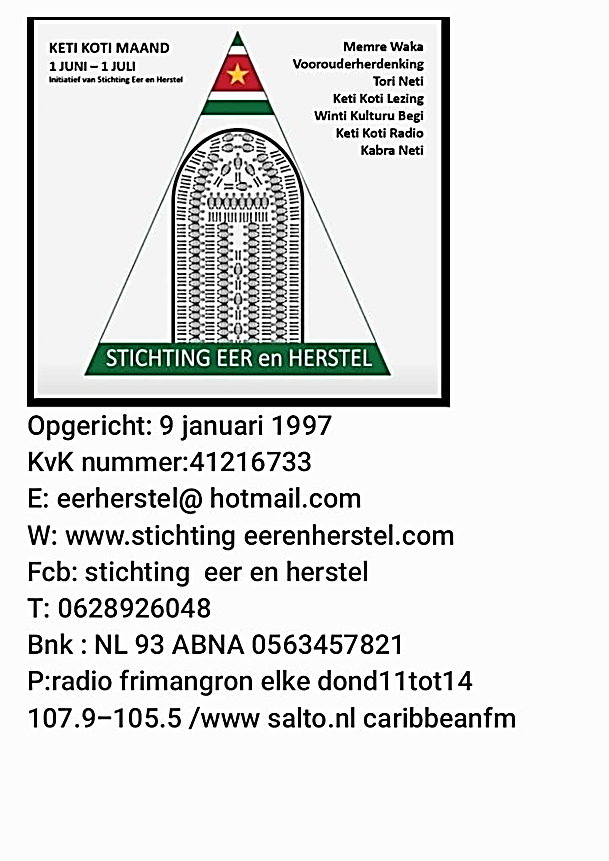 KETI KOTI MAAND
1 JUNI – 1 JULI
Initiatief van Stichting Eer en Herstel
Memre Waka
Voorouderherdenking
Tori Neti
Keti Koti Lezing
Winti Kulturu Begi
Keti Koti Radio
Kabra Neti
STICHTING EER en HERSTEL
Opgericht: 9 januari 1997
KvK nummer:41216733
E: eerherstel@ hotmail.com
W: www.stichting eerenherstel.com
Fcb: stichting  eer en herstel
T: 0628926048
Bnk : NL 93 ABNA 0563457821
P:radio frimangron elke dond11tot14
107.9–105.5 /www salto.nl caribbeanfm